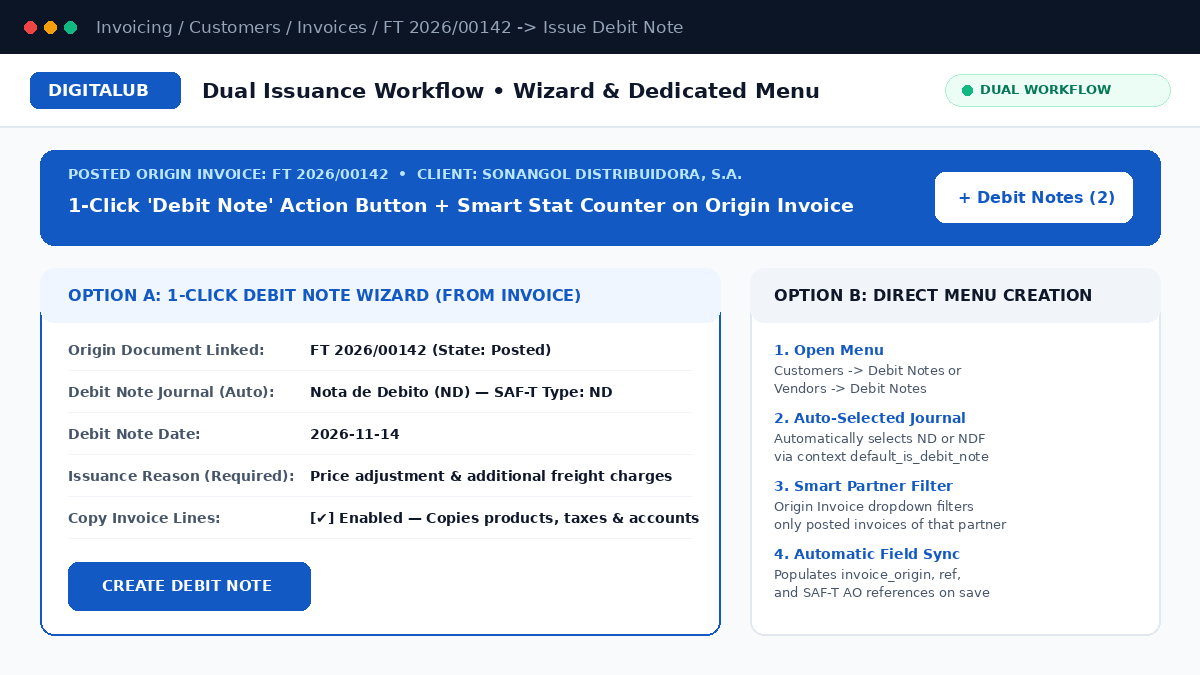 Invoicing / Customers / Invoices / FT 2026/00142 -> Issue Debit Note
DIGITALUB
Dual Issuance Workflow • Wizard & Dedicated Menu
DUAL WORKFLOW
POSTED ORIGIN INVOICE: FT 2026/00142 • CLIENT: SONANGOL DISTRIBUIDORA, S.A.
1-Click 'Debit Note' Action Button + Smart Stat Counter on Origin Invoice
+ Debit Notes (2)
OPTION A: 1-CLICK DEBIT NOTE WIZARD (FROM INVOICE)
Origin Document Linked: FT 2026/00142 (State: Posted)
Debit Note Journal (Auto): Nota de Debito (ND) — SAF-T Type: ND
Debit Note Date: 2026-11-14
Issuance Reason (Required): Price adjustment & additional freight charges
Copy Invoice Lines: [✔] Enabled — Copies products, taxes & accounts
CREATE DEBIT NOTE
OPTION B: DIRECT MENU CREATION
1. Open Menu
Customers -> Debit Notes or
Vendors -> Debit Notes
2. Auto-Selected Journal
Automatically selects ND or NDF
via context default_is_debit_note
3. Smart Partner Filter
Origin Invoice dropdown filters
only posted invoices of that partner
4. Automatic Field Sync
Populates invoice_origin, ref,
and SAF-T AO references on save